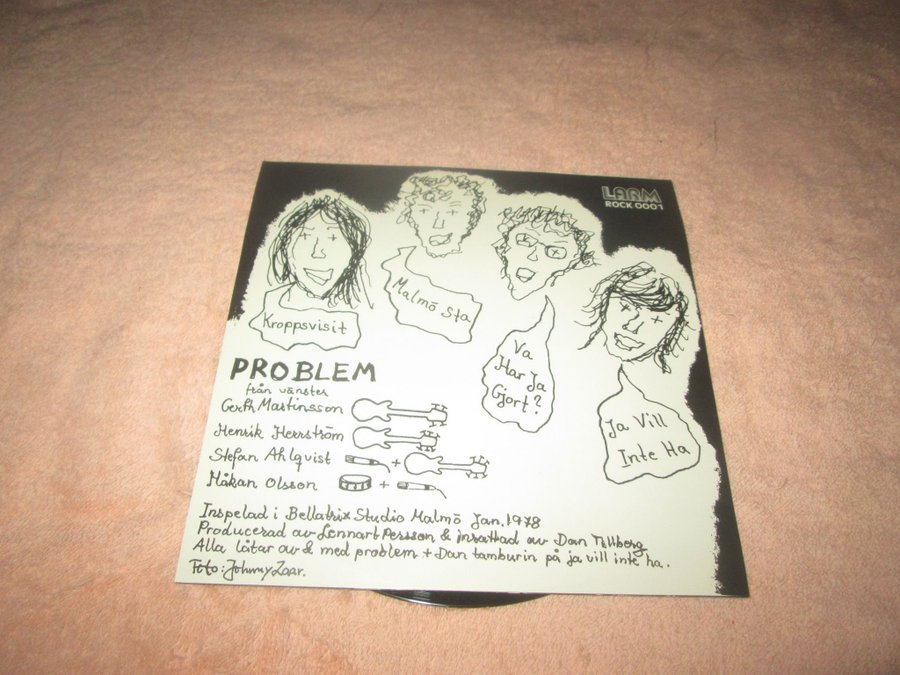 LARM
ROCK 0001
Kroppsvisit
Malmö Sta
Va
Har Ja
Gjort?
Ja Vill
Inte Ha
PROBLEM
från vänster
Gerth Martinsson
Henrik Herrström
Stefan Ahlqvist +
Håkan Olsson +
Inspelad i Bellatrix Studio Malmö Jan. 1978
Producerad av Lennart Persson & insattad av Dan Tillberg
Alla låtar av & med problem + Dan tamburin på ja vill inte ha.
Foto: Johnny Zaar.